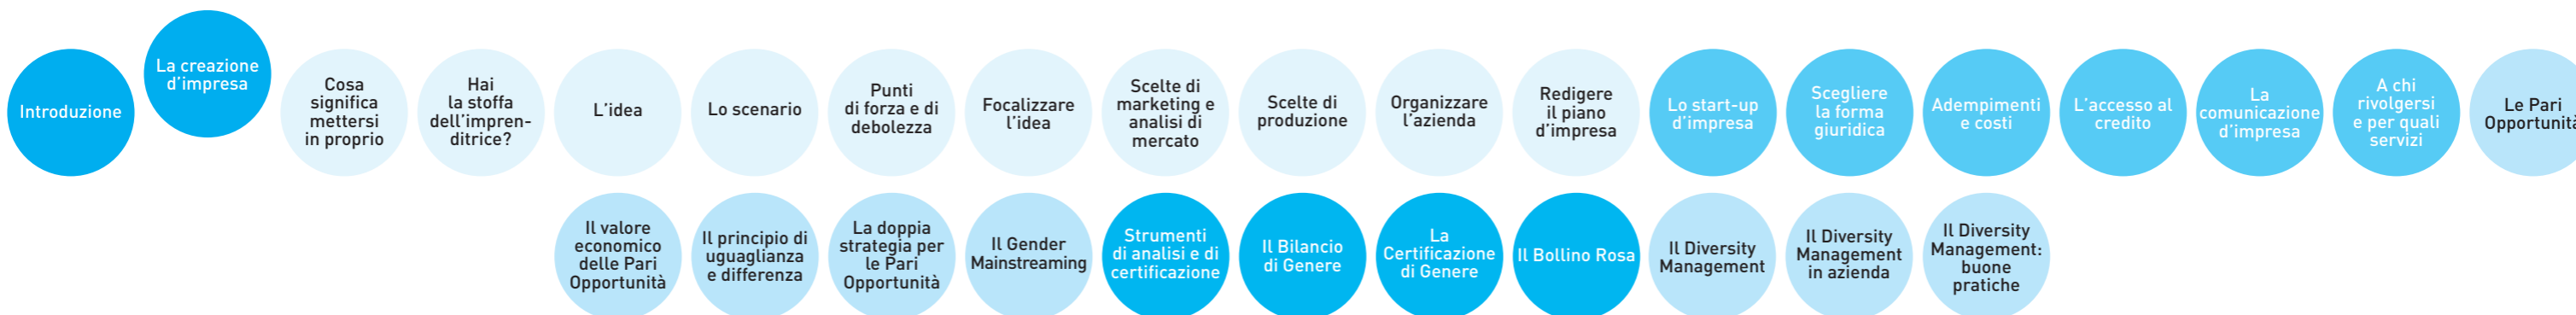 Introduzione
La creazione
d'impresa
Cosa
significa
mettersi
in proprio
Hai
la stoffa
dell'impren-
ditrice?
L'idea
Lo scenario
Punti
di forza e di
debolezza
Focalizzare
l'idea
Scelte di
marketing e
analisi di
mercato
Scelte di
produzione
Organizzare
l'azienda
Redigere
il piano
d'impresa
Lo start-up
d'impresa
Scegliere
la forma
giuridica
Adempimenti
e costi
L'accesso al
credito
La
comunicazione
d'impresa
A chi
rivolgersi
e per quali
servizi
Le Pari
Opportunità
Il valore
economico
delle Pari
Opportunità
Il principio di
uguaglianza
e differenza
La doppia
strategia per
le Pari
Opportunità
Il Gender
Mainstreaming
Strumenti
di analisi e di
certificazione
Il Bilancio
di Genere
La
Certificazione
di Genere
Il Bollino Rosa
Il Diversity
Management
Il Diversity
Management
in azienda
Il Diversity
Management:
buone
pratiche